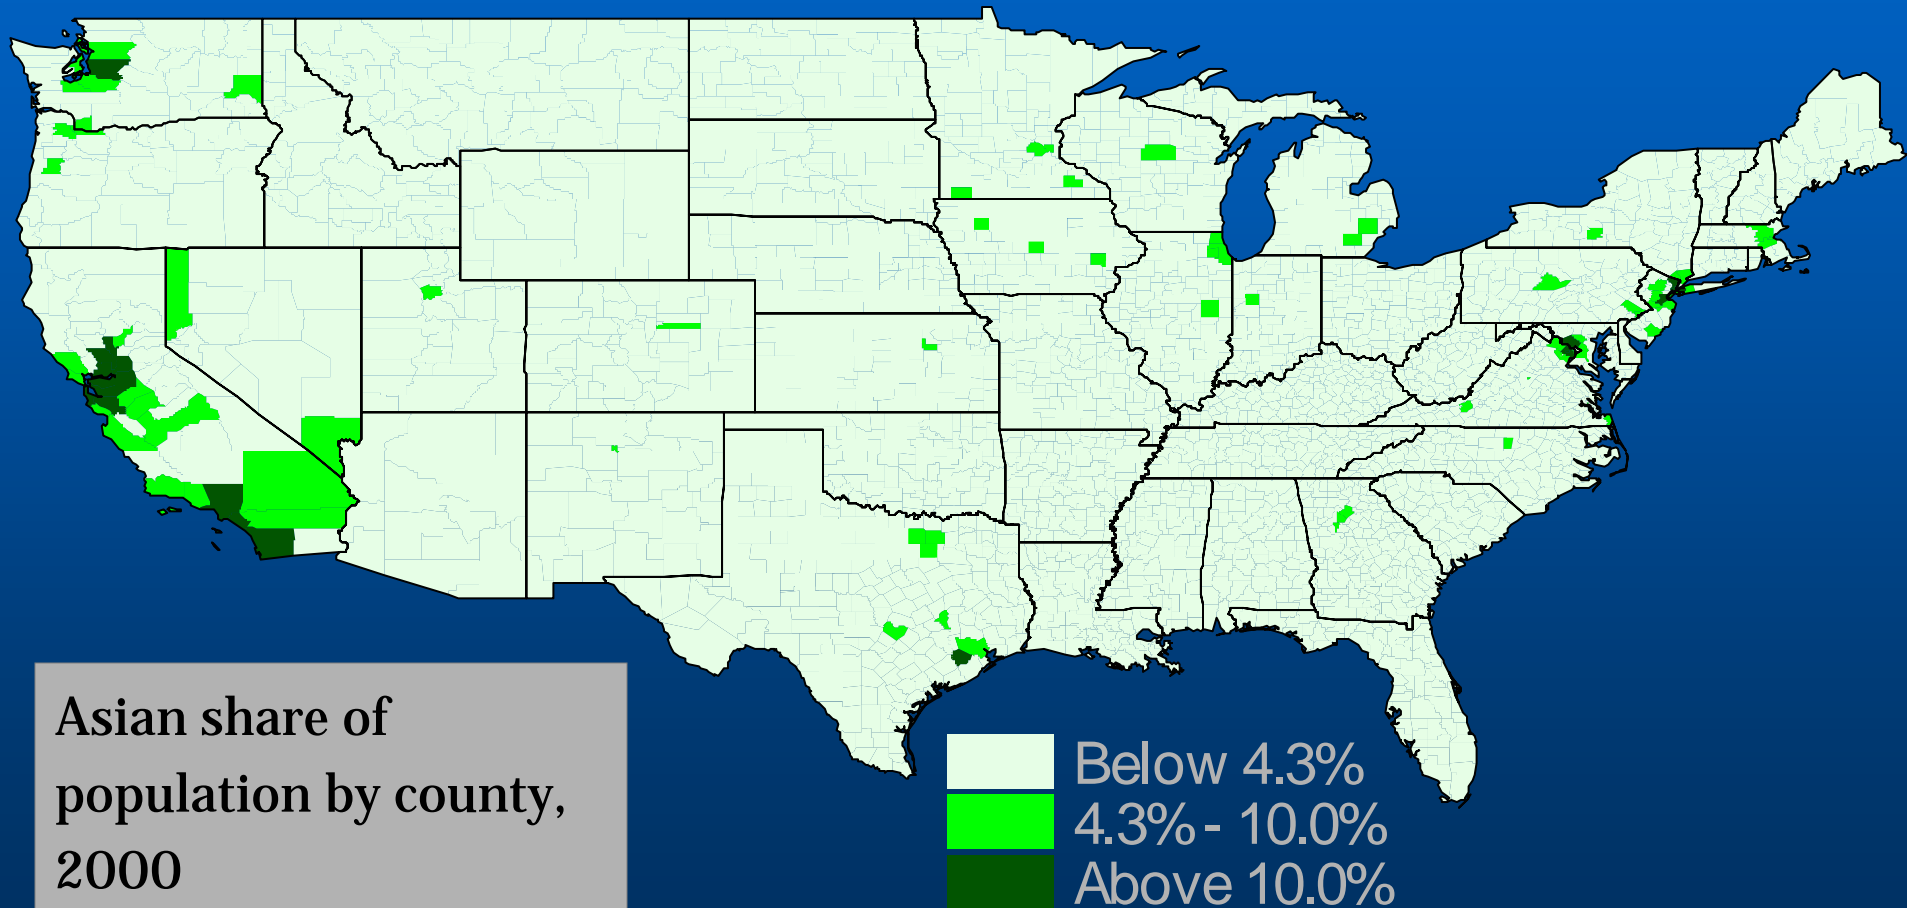 Asian share of
population by county,
2000
Below 4.3%
4.3% - 10.0%
Above 10.0%